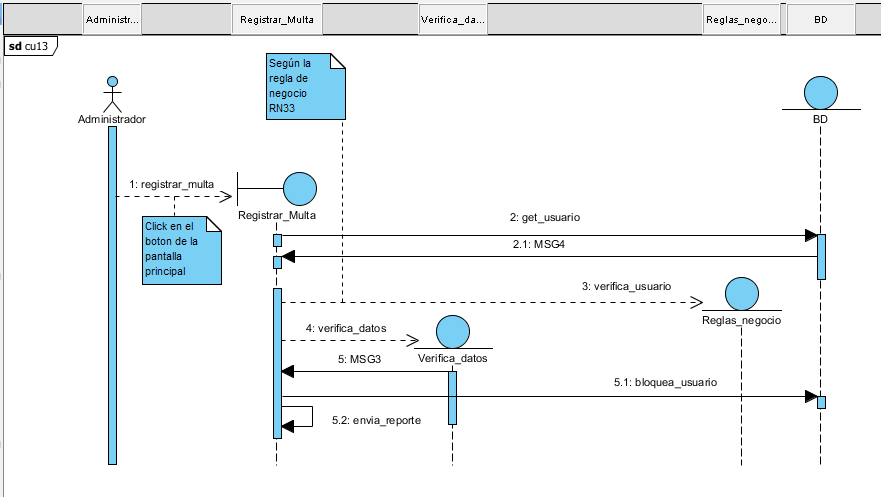 Administr...
Registrar_Multa
Verifica_da...
Reglas_nego...
BD
sd cu13
Según la
regla de
negocio
RN33
Administrador
BD
1: registrar_multa
Registrar_Multa
Click en el
boton de la
pantalla
principal
2: get_usuario
2.1: MSG4
3: verifica_usuario
Reglas_negocio
4: verifica_datos
Verifica_datos
5: MSG3
5.1: bloquea_usuario
5.2: envia_reporte